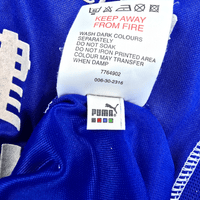 KEEP AWAY
FROM FIRE
WASH DARK COLOURS
SEPARATELY
DO NOT SOAK
DO NOT IRON PRINTED AREA
COLOUR MAY TRANSFER
WHEN DAMP
7764902
PUMA